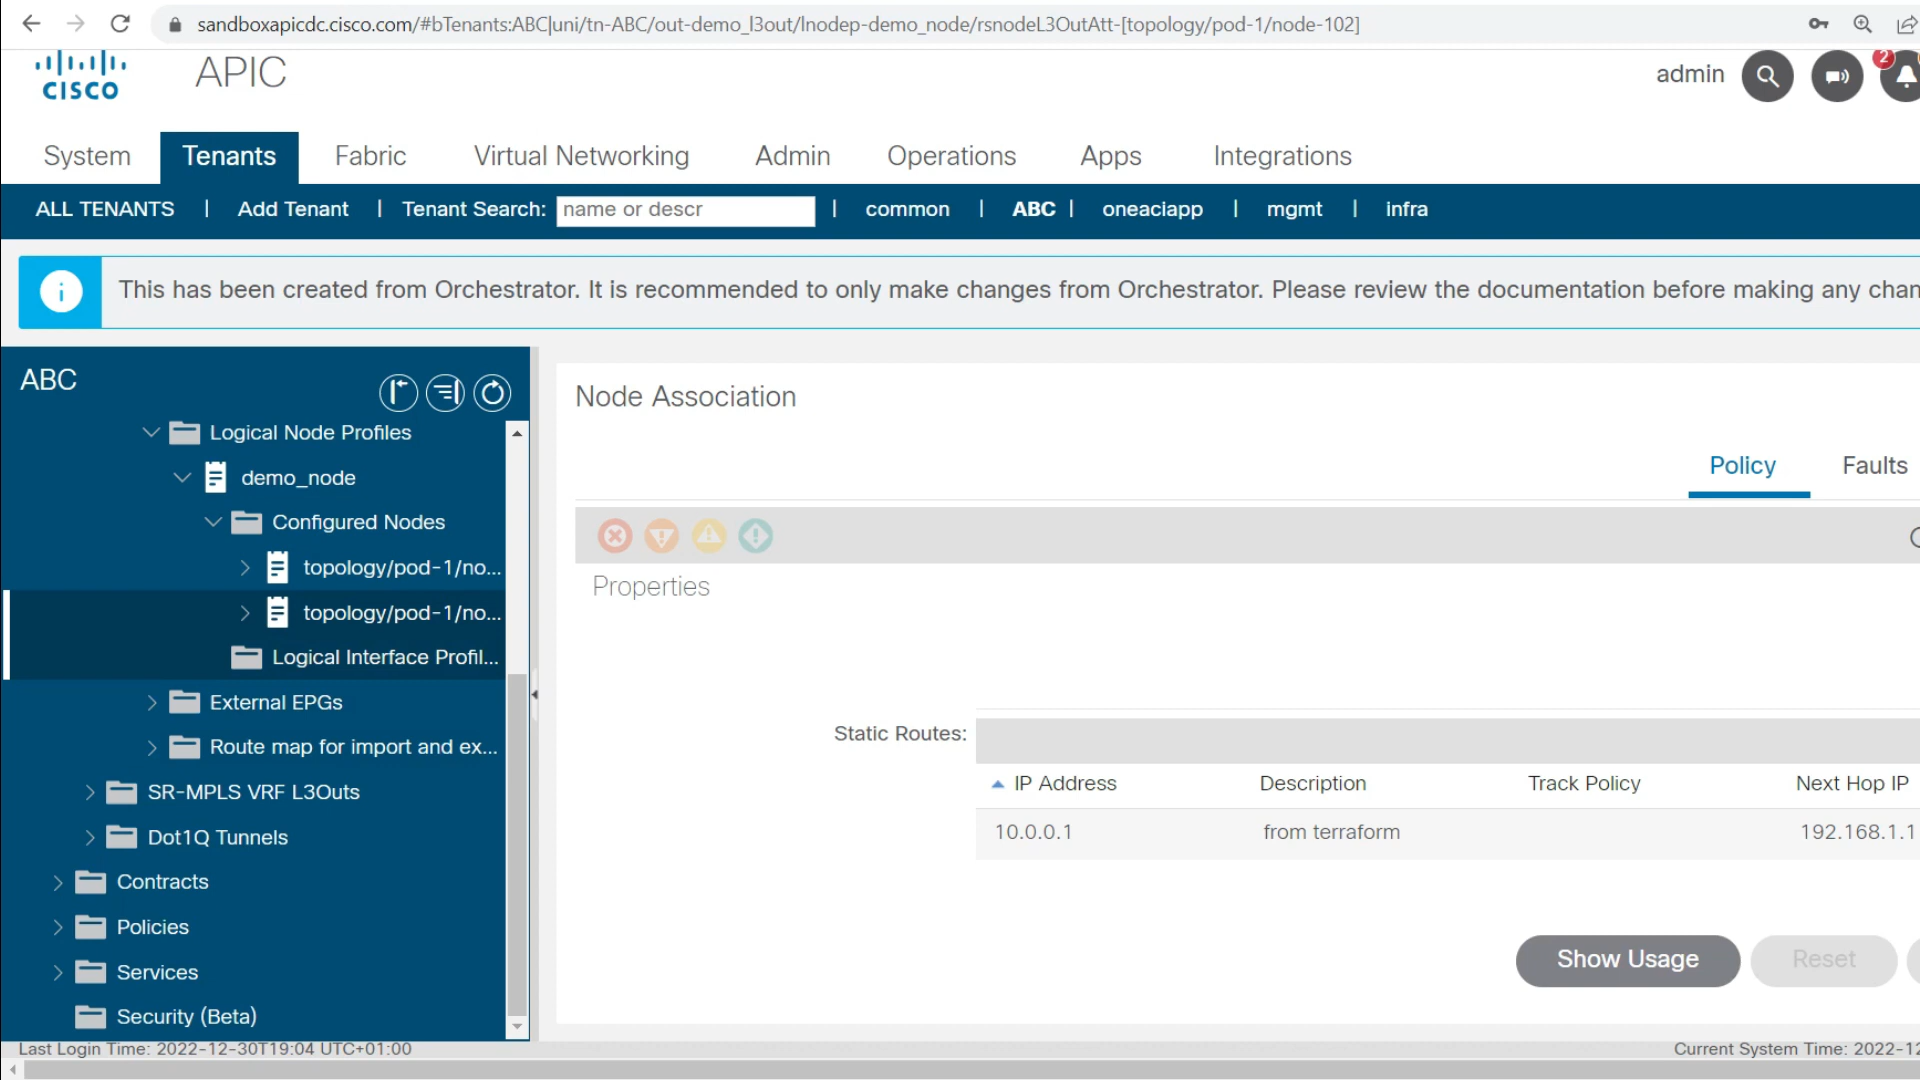 sandboxapicdc.cisco.com/#bTenants:ABC|uni/tn-ABC/out-demo_l3out/lnodep-demo_node/rsnodeL3OutAtt-[topology/pod-1/node-102]
CISCO
APIC
admin
2
System
Tenants
Fabric
Virtual Networking
Admin
Operations
Apps
Integrations
ALL TENANTS | Add Tenant | Tenant Search: name or descr | common | ABC | oneaciapp | mgmt | infra
This has been created from Orchestrator. It is recommended to only make changes from Orchestrator. Please review the documentation before making any chan
ABC
Logical Node Profiles
demo_node
Configured Nodes
topology/pod-1/no...
topology/pod-1/no...
Logical Interface Profil...
External EPGs
Route map for import and ex...
SR-MPLS VRF L3Outs
Dot1Q Tunnels
Contracts
Policies
Services
Security (Beta)
Node Association
Policy
Faults
Properties
Static Routes:
IP Address
Description
Track Policy
Next Hop IP
10.0.0.1
from terraform
192.168.1.1
Show Usage
Reset
Last Login Time: 2022-12-30T19:04 UTC+01:00
Current System Time: 2022-12